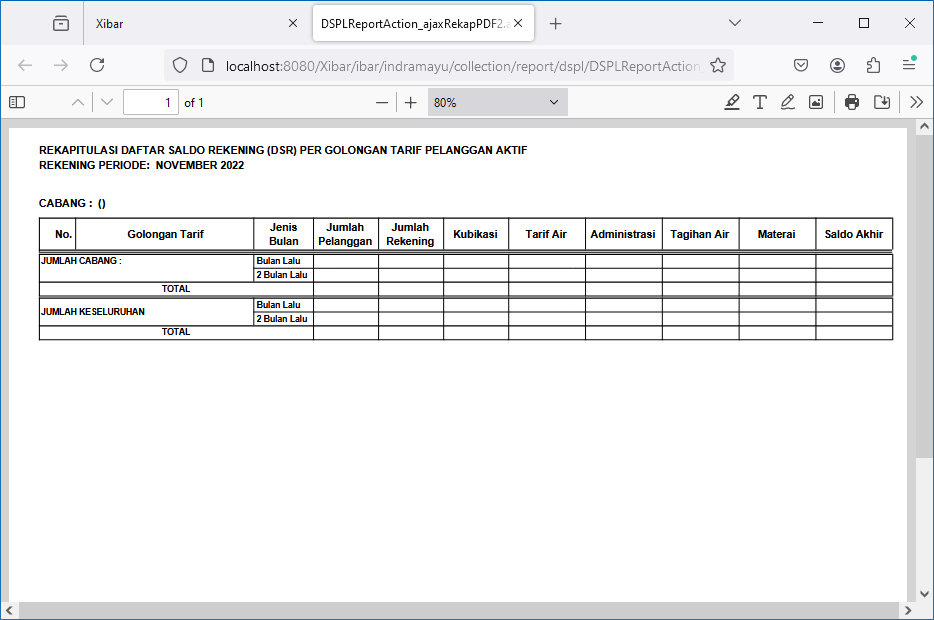 Xibar
DSPLReportAction_ajaxRekapPDF2.a
localhost:8080/Xibar/ibar/indramayu/collection/report/dspl/DSPLReportAction_
1 of 1
80%
REKAPITULASI DAFTAR SALDO REKENING (DSR) PER GOLONGAN TARIF PELANGGAN AKTIF
REKENING PERIODE: NOVEMBER 2022
CABANG : ()
No. Golongan Tarif Jenis Bulan Jumlah Pelanggan Jumlah Rekening Kubikasi Tarif Air Administrasi Tagihan Air Materai Saldo Akhir
JUMLAH CABANG : Bulan Lalu
2 Bulan Lalu
TOTAL
JUMLAH KESELURUHAN Bulan Lalu
2 Bulan Lalu
TOTAL